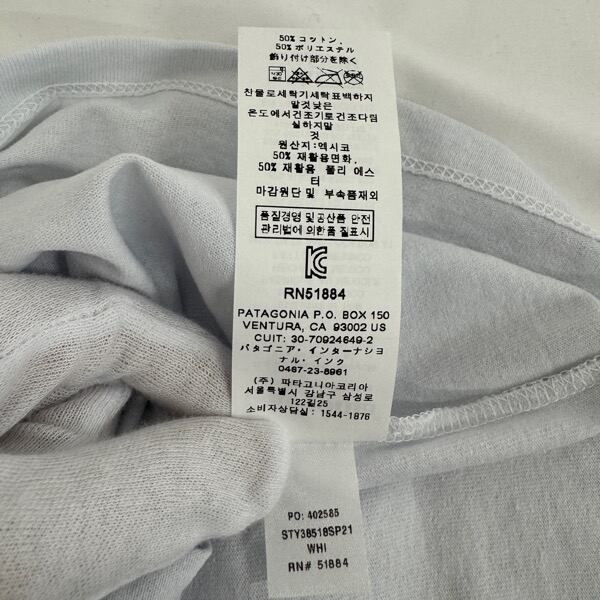 50% コットン,
50% ポリエステル
飾り付け部分を除く
찬물로세탁기세탁표백하지
말것낮은
온도에서건조기로건조다림
실하지말
것
원산지:멕시코
50% 재활용면화,
50% 재활용 폴리 에스
터
마감원단 및 부속품제외
품질경영 및공산품 안전
관리법에 의한품 질표시
RN51884
PATAGONIA P.O. BOX 150
VENTURA, CA 93002 US
CUIT: 30-70924649-2
パタゴニア・インターナショ
ナル・インク
0467-23-8961
(주) 파타고니아코리아
서울특별시 강남구 삼성로
122길25
소비자상담실: 1544-1876
PO: 402585
STY38518SP21
WHI
RN# 51884